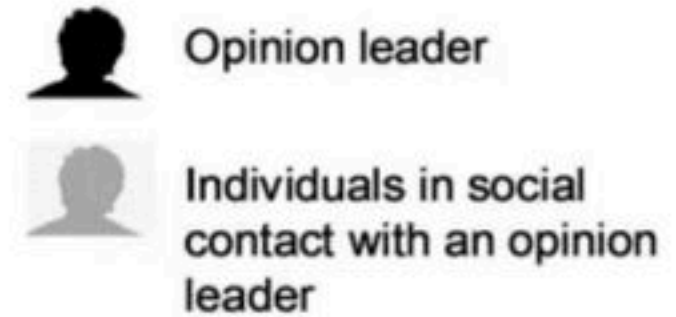 Opinion leader
Individuals in social
contact with an opinion
leader